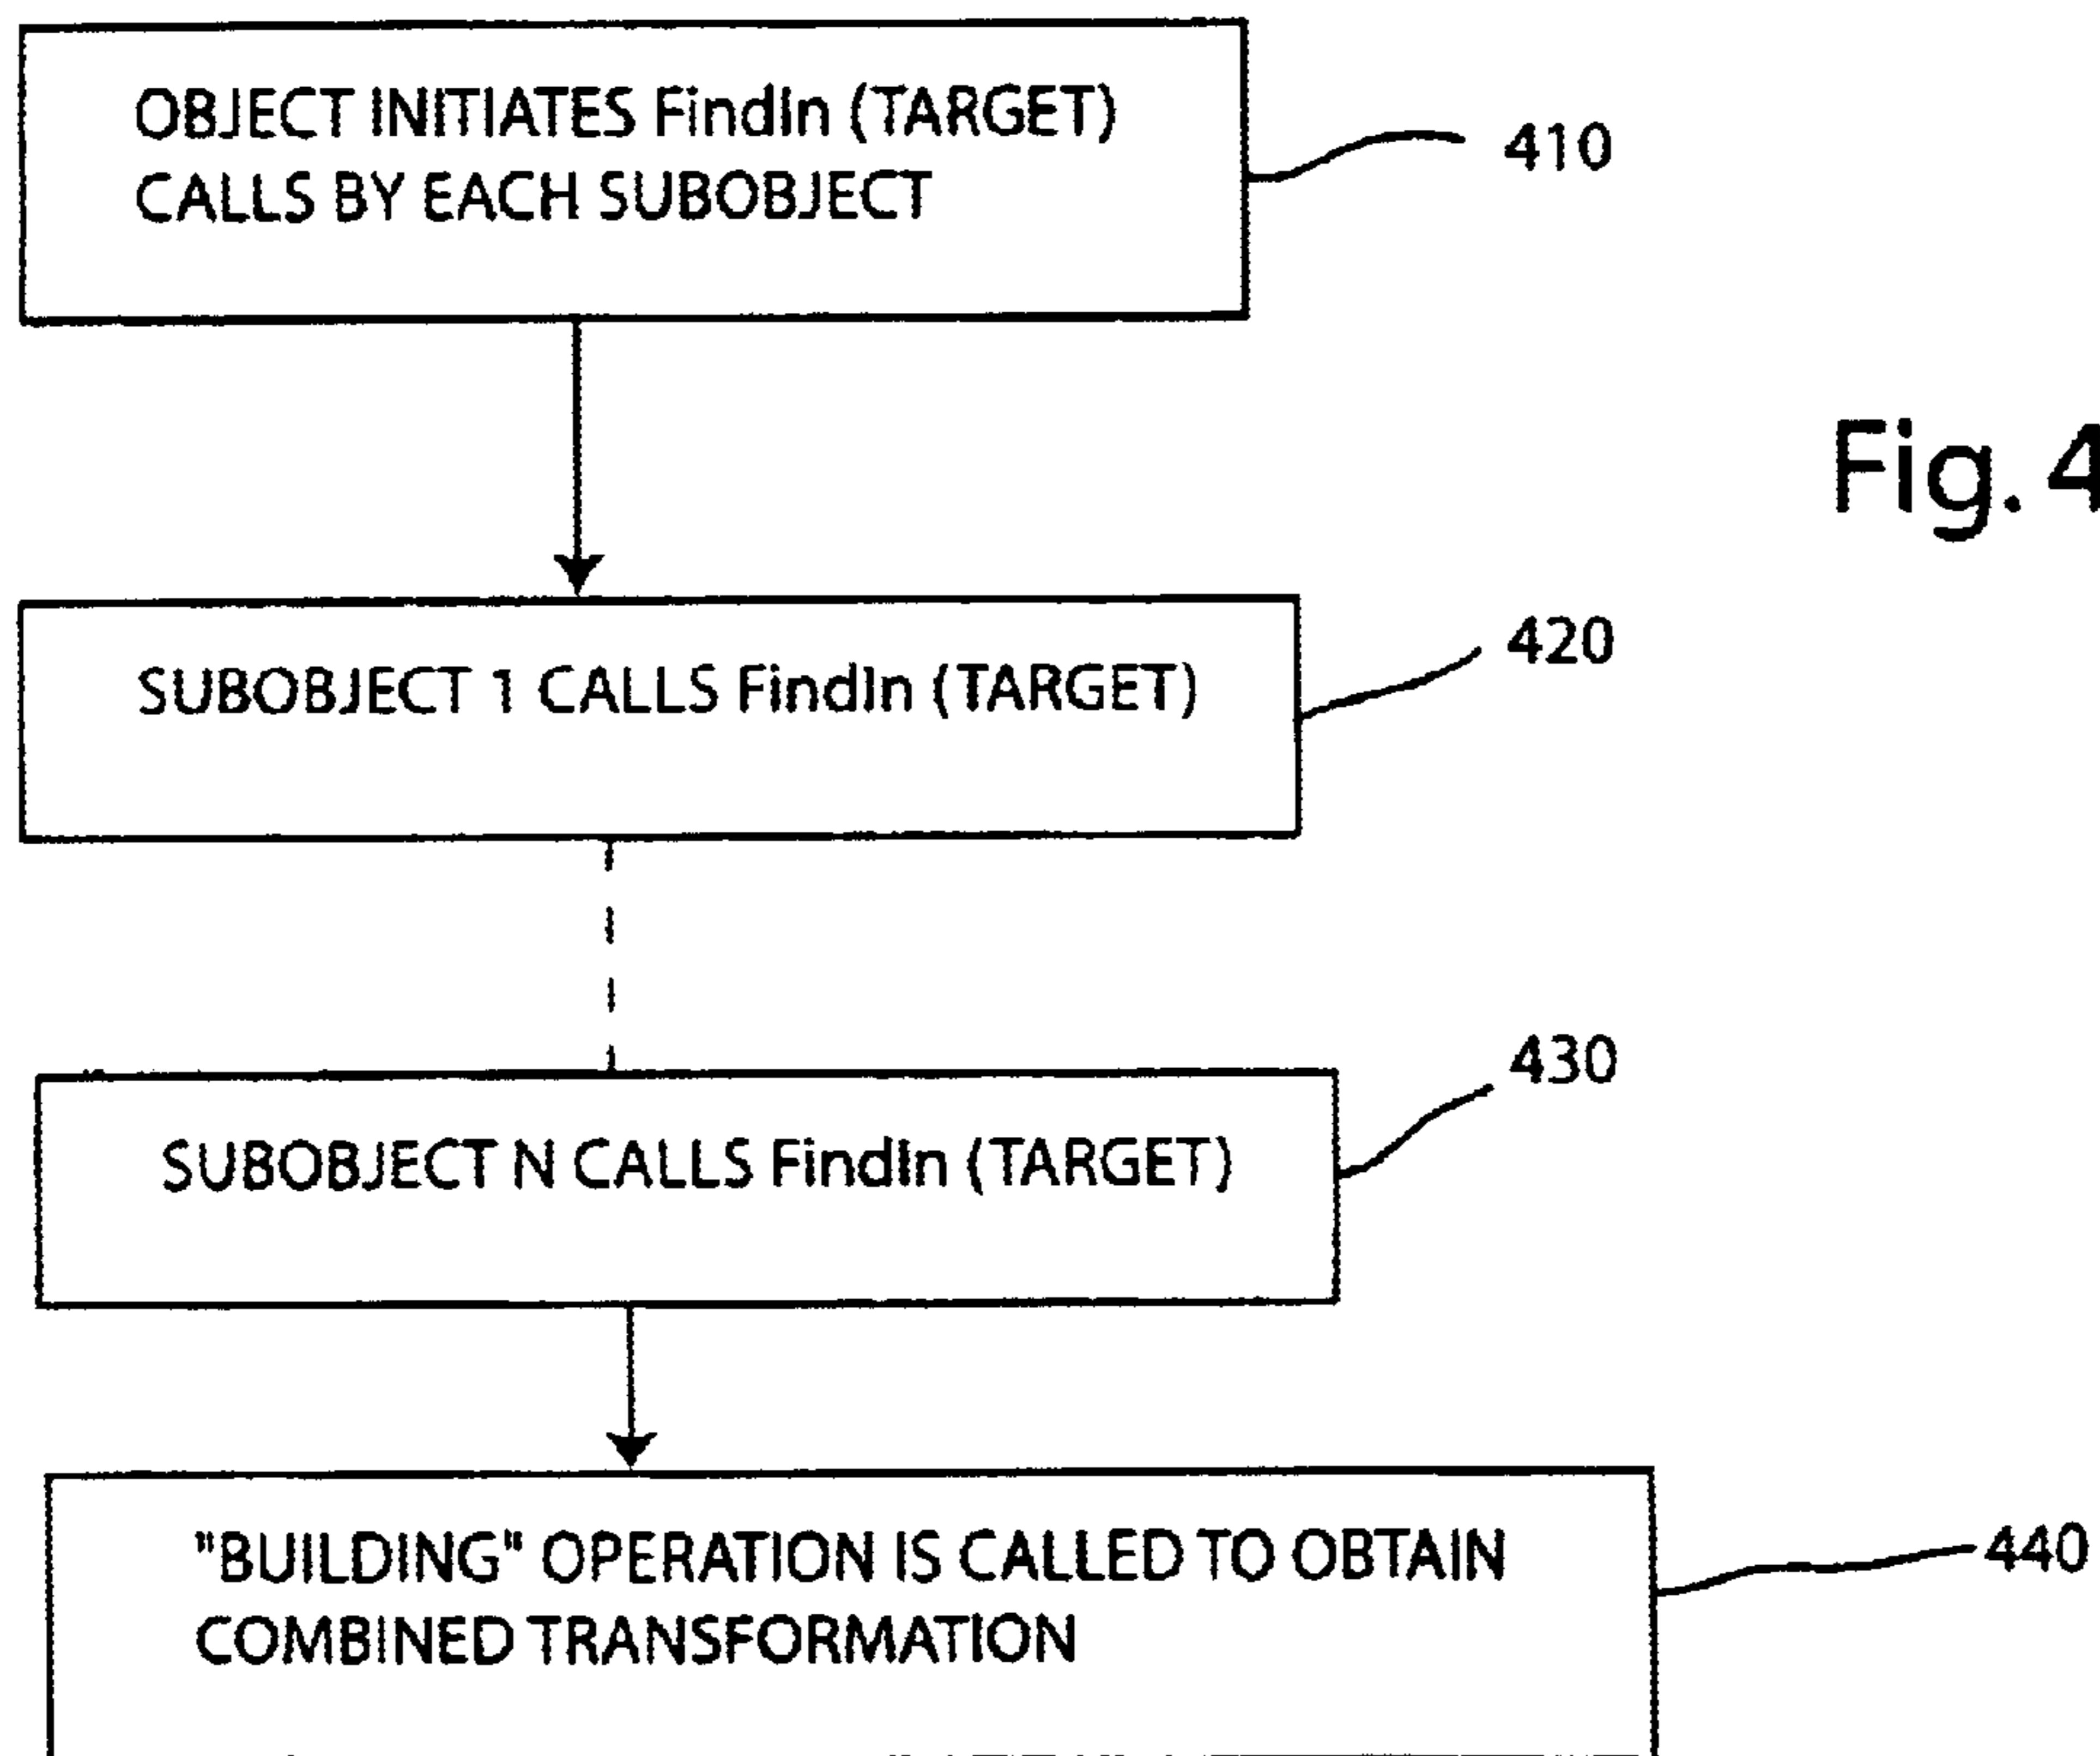 OBJECT INITIATES FindIn (TARGET)
CALLS BY EACH SUBOBJECT
410
Fig. 4
SUBOBJECT 1 CALLS FindIn (TARGET)
420
430
SUBOBJECT N CALLS FindIn (TARGET)
"BUILDING" OPERATION IS CALLED TO OBTAIN
COMBINED TRANSFORMATION
440